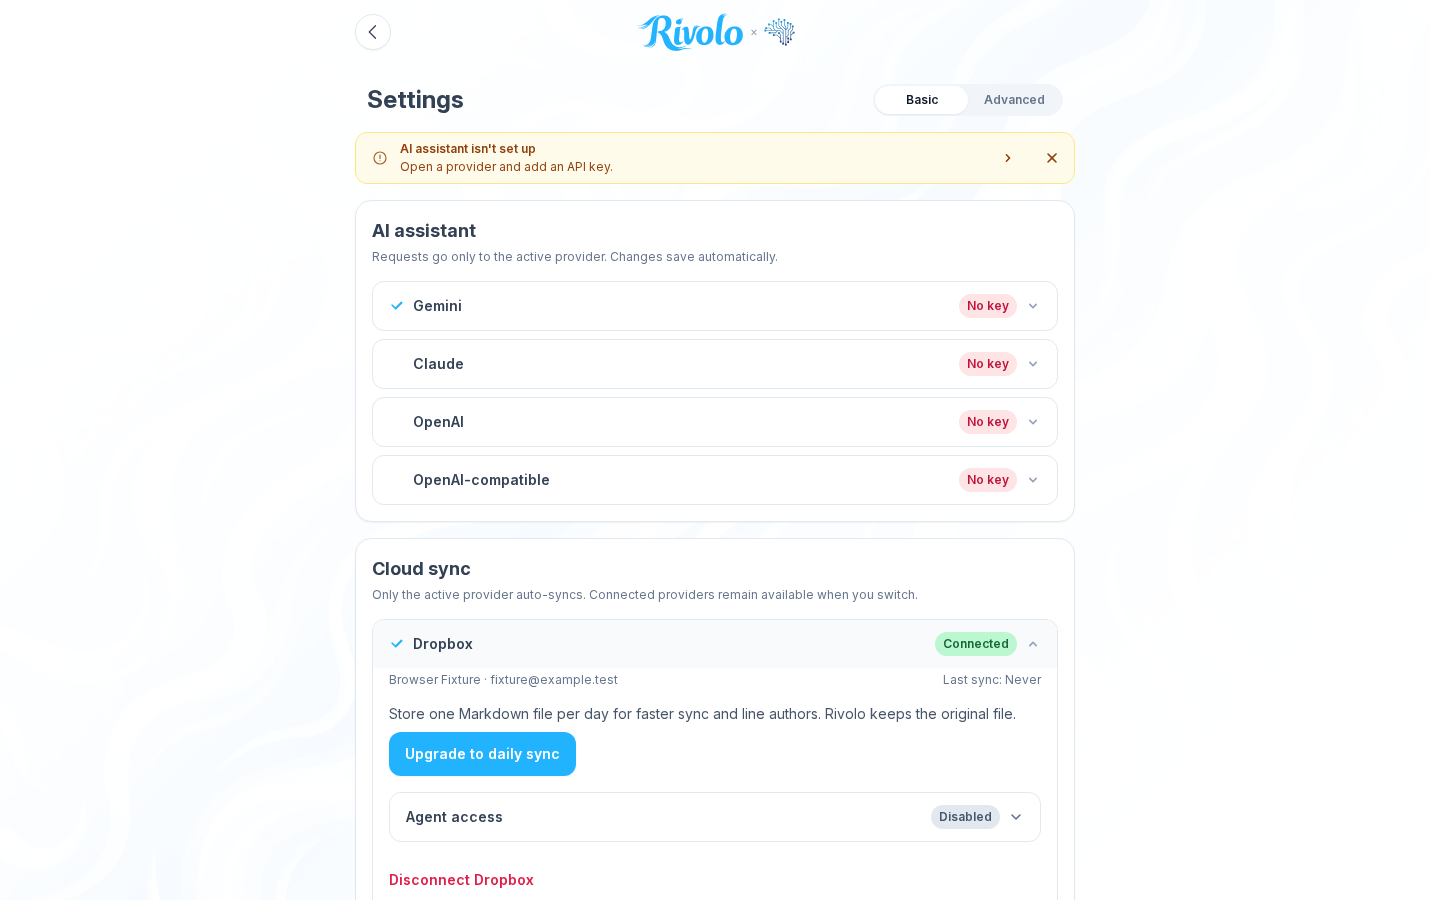 Rivolo ×
Settings
Basic
Advanced
AI assistant isn't set up
Open a provider and add an API key.
AI assistant
Requests go only to the active provider. Changes save automatically.
Gemini
No key
Claude
No key
OpenAI
No key
OpenAI-compatible
No key
Cloud sync
Only the active provider auto-syncs. Connected providers remain available when you switch.
Dropbox
Connected
Browser Fixture · fixture@example.test
Last sync: Never
Store one Markdown file per day for faster sync and line authors. Rivolo keeps the original file.
Upgrade to daily sync
Agent access
Disabled
Disconnect Dropbox